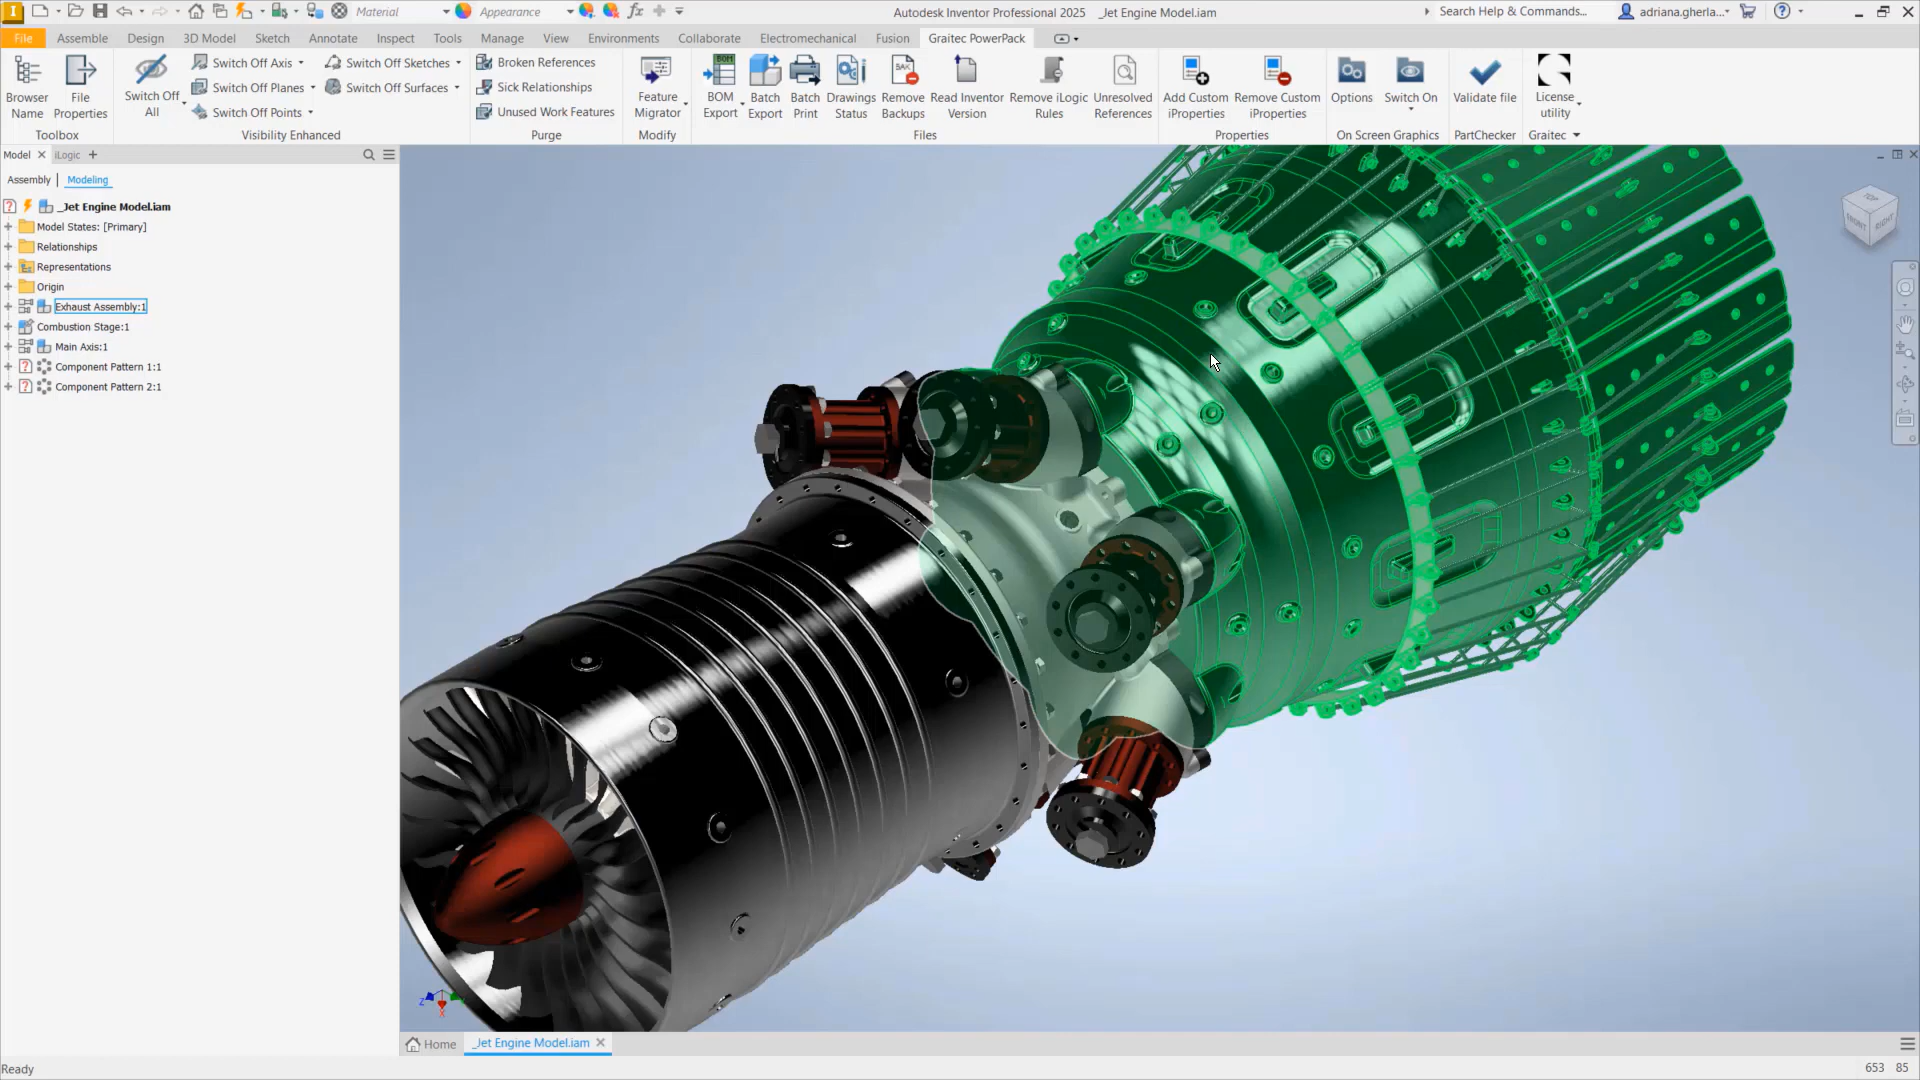 Material
Appearance
Autodesk Inventor Professional 2025 _Jet Engine Model.iam
Search Help & Commands...
adriana.gherla...
File Assemble Design 3D Model Sketch Annotate Inspect Tools Manage View Environments Collaborate Electromechanical Fusion Graitec PowerPack
Browser Name
File Properties
Toolbox
Switch Off All
Switch Off Axis
Switch Off Planes
Switch Off Points
Switch Off Sketches
Switch Off Surfaces
Visibility Enhanced
Broken References
Sick Relationships
Unused Work Features
Purge
Feature Migrator
Modify
BOM
BOM Export
Batch Export
Batch Print
Drawings Status
BAK
Remove Backups
Read Inventor Version
Remove iLogic Rules
Unresolved References
Files
Add Custom iProperties
Remove Custom iProperties
Properties
Options
Switch On
On Screen Graphics
Validate file
PartChecker
License utility
Graitec
Model
iLogic
Assembly
Modeling
_Jet Engine Model.iam
Model States: [Primary]
Relationships
Representations
Origin
Exhaust Assembly:1
Combustion Stage:1
Main Axis:1
Component Pattern 1:1
Component Pattern 2:1
FRONT
RIGHT
Z
X
Home
_Jet Engine Model.iam
Ready
653 85